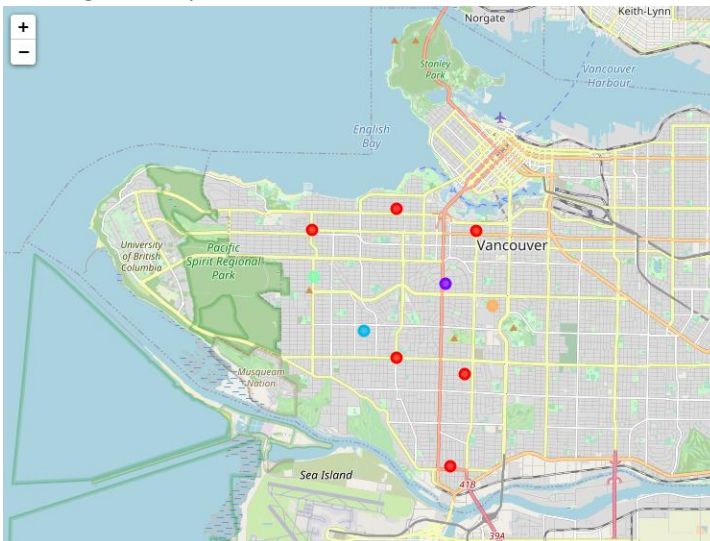 +
−
Norgate
Keith-Lynn
Stanley
Park
Vancouver
Harbour
English
Bay
University
of British
Columbia
Pacific
Spirit Regional
Park
Vancouver
Musqueam
Nation
Sea Island
41B
39A